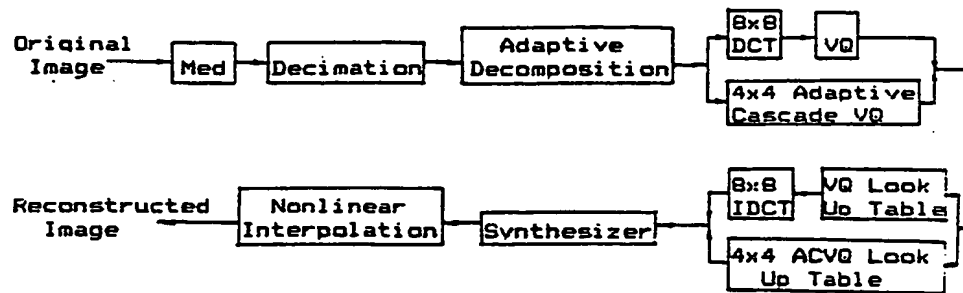 Original
Image
Med
Decimation
Adaptive
Decomposition
8x8
DCT
VQ
4x4 Adaptive
Cascade VQ
Reconstructed
Image
Nonlinear
Interpolation
Synthesizer
8x8
IDCT
VQ Look
Up Table
4x4 ACVQ Look
Up Table